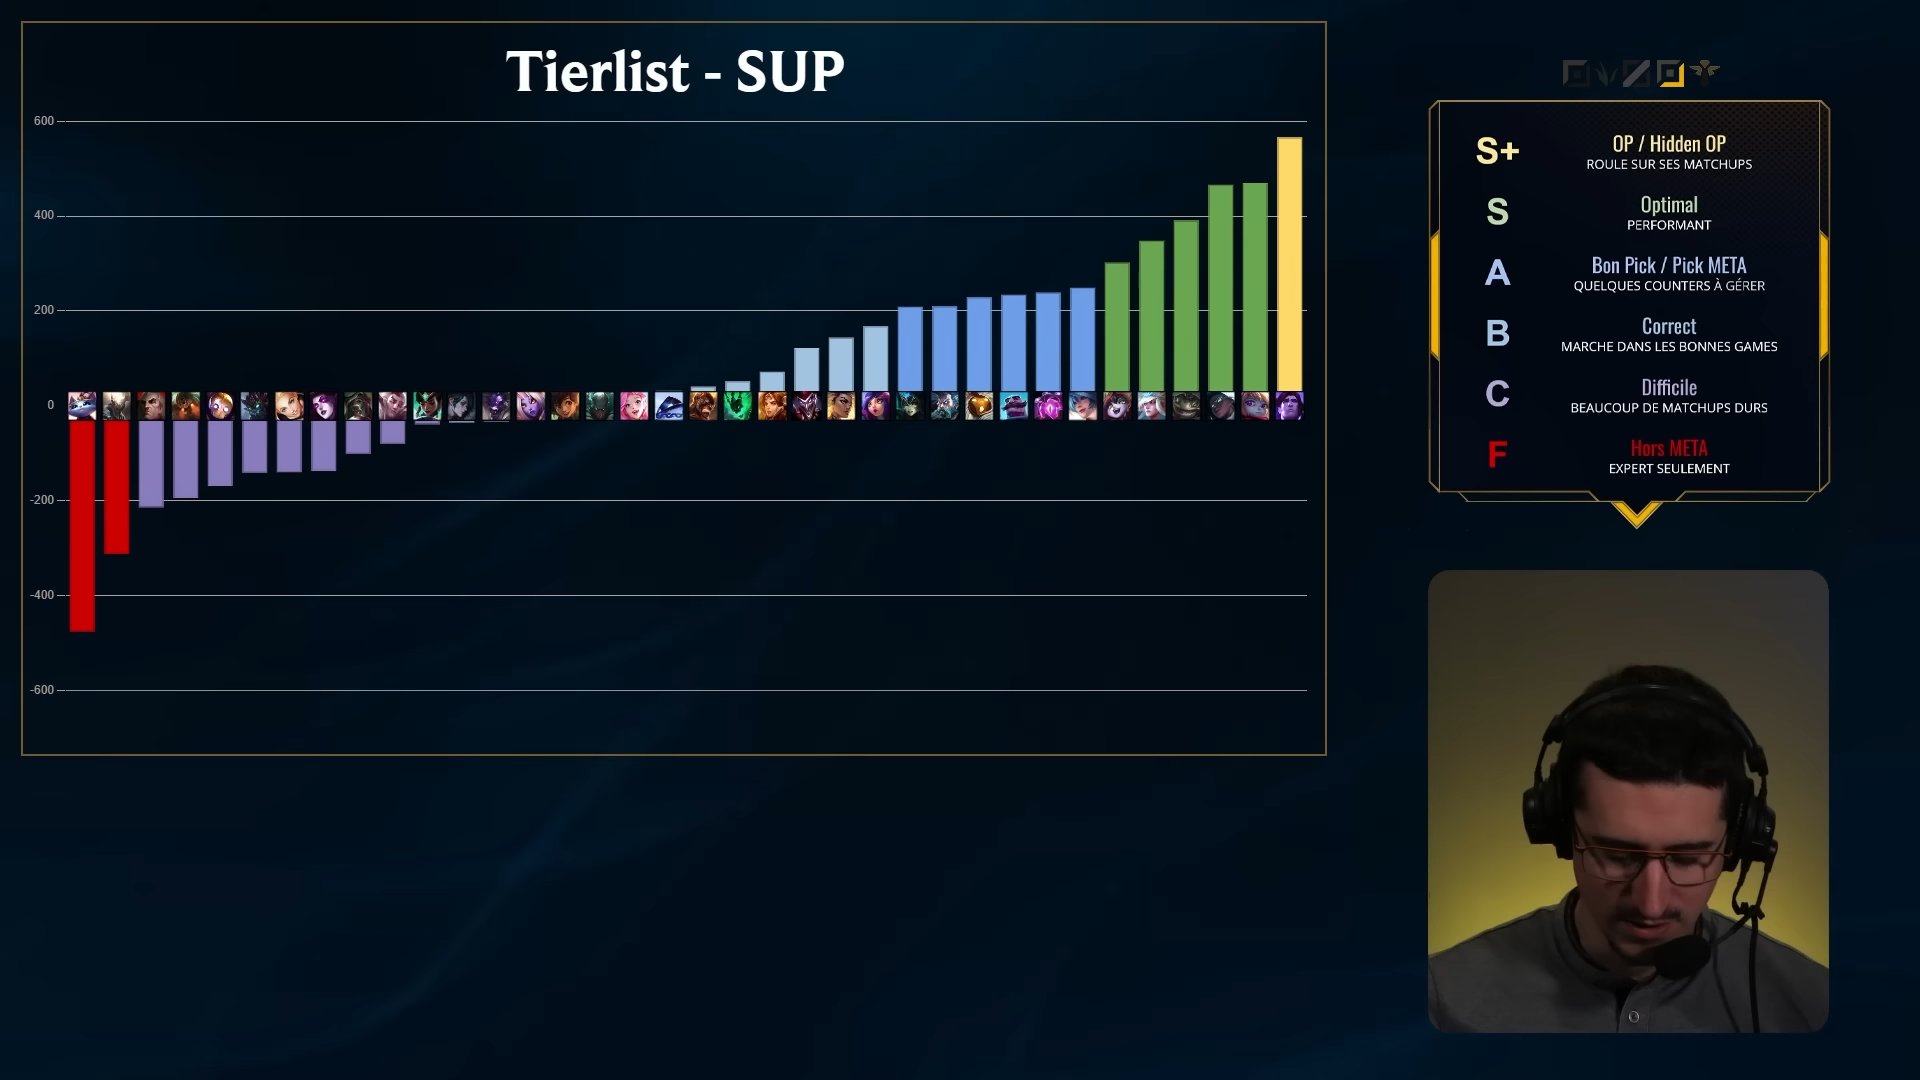 Tierlist - SUP
600
400
200
0
-200
-400
-600
S+
OP / Hidden OP
ROULE SUR SES MATCHUPS
S
Optimal
PERFORMANT
A
Bon Pick / Pick META
QUELQUES COUNTERS À GÉRER
B
Correct
MARCHE DANS LES BONNES GAMES
C
Difficile
BEAUCOUP DE MATCHUPS DURS
F
Hors META
EXPERT SEULEMENT